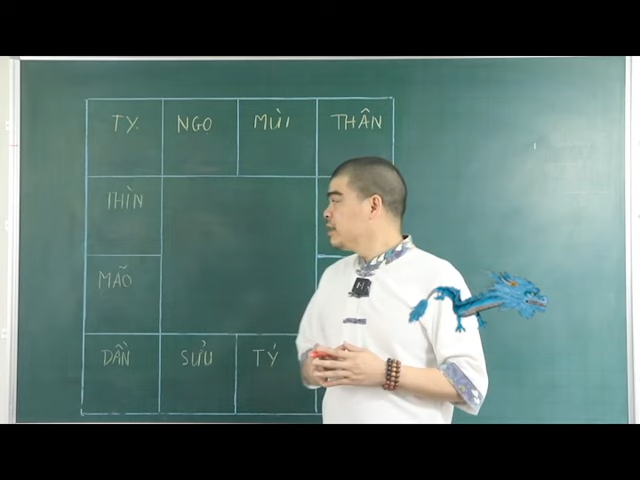 TỴ NGO MÙI THÂN
THÌN
MÃO
DẦN SỬU TÝ